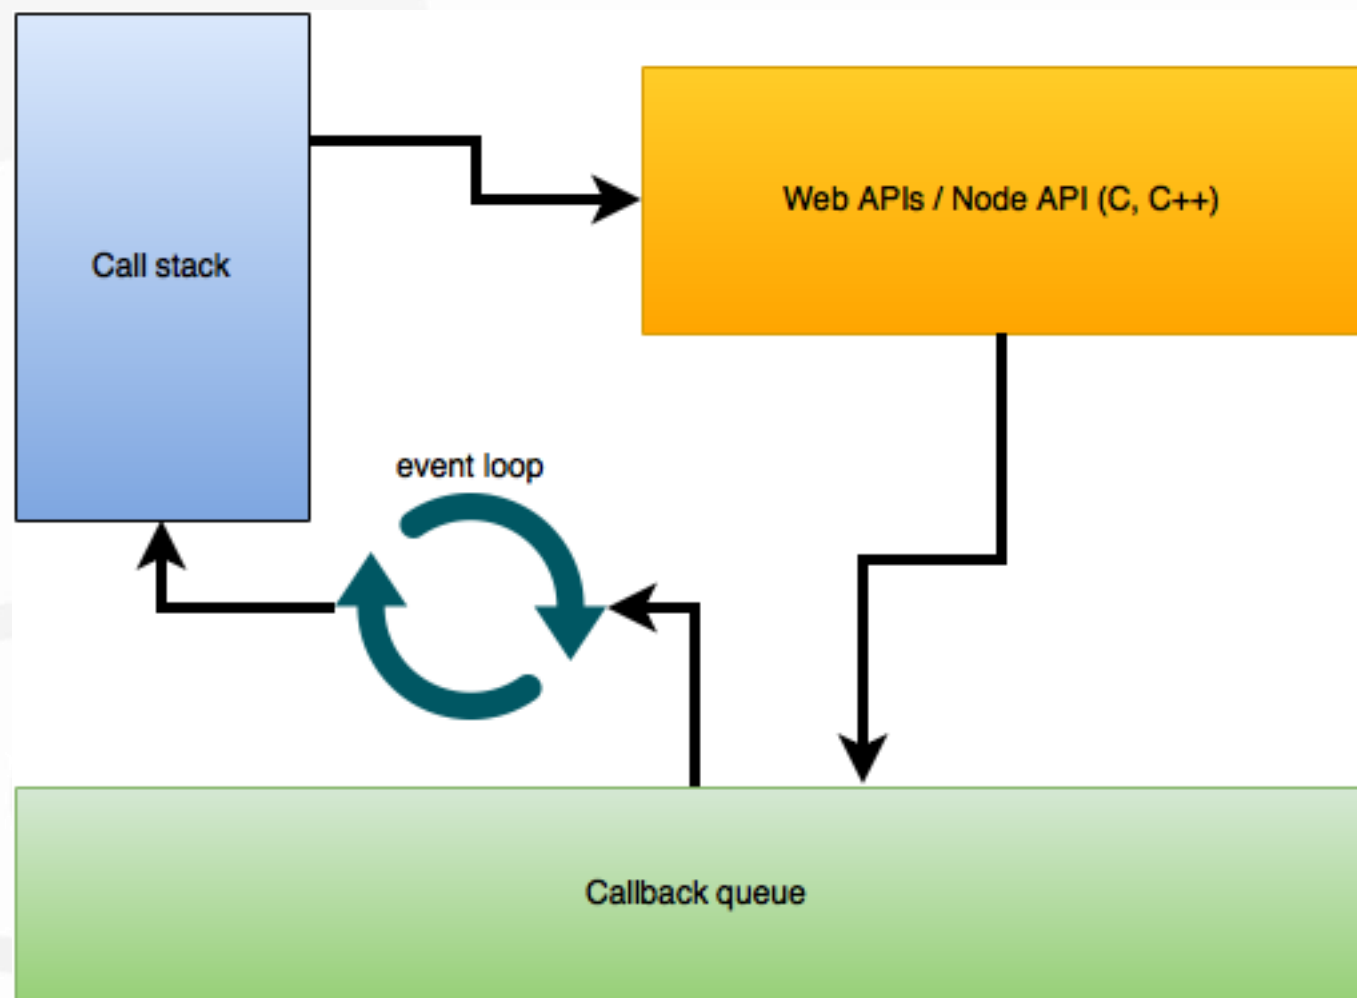 Web APIs / Node API (C, C++)
Call stack
event loop
Callback queue